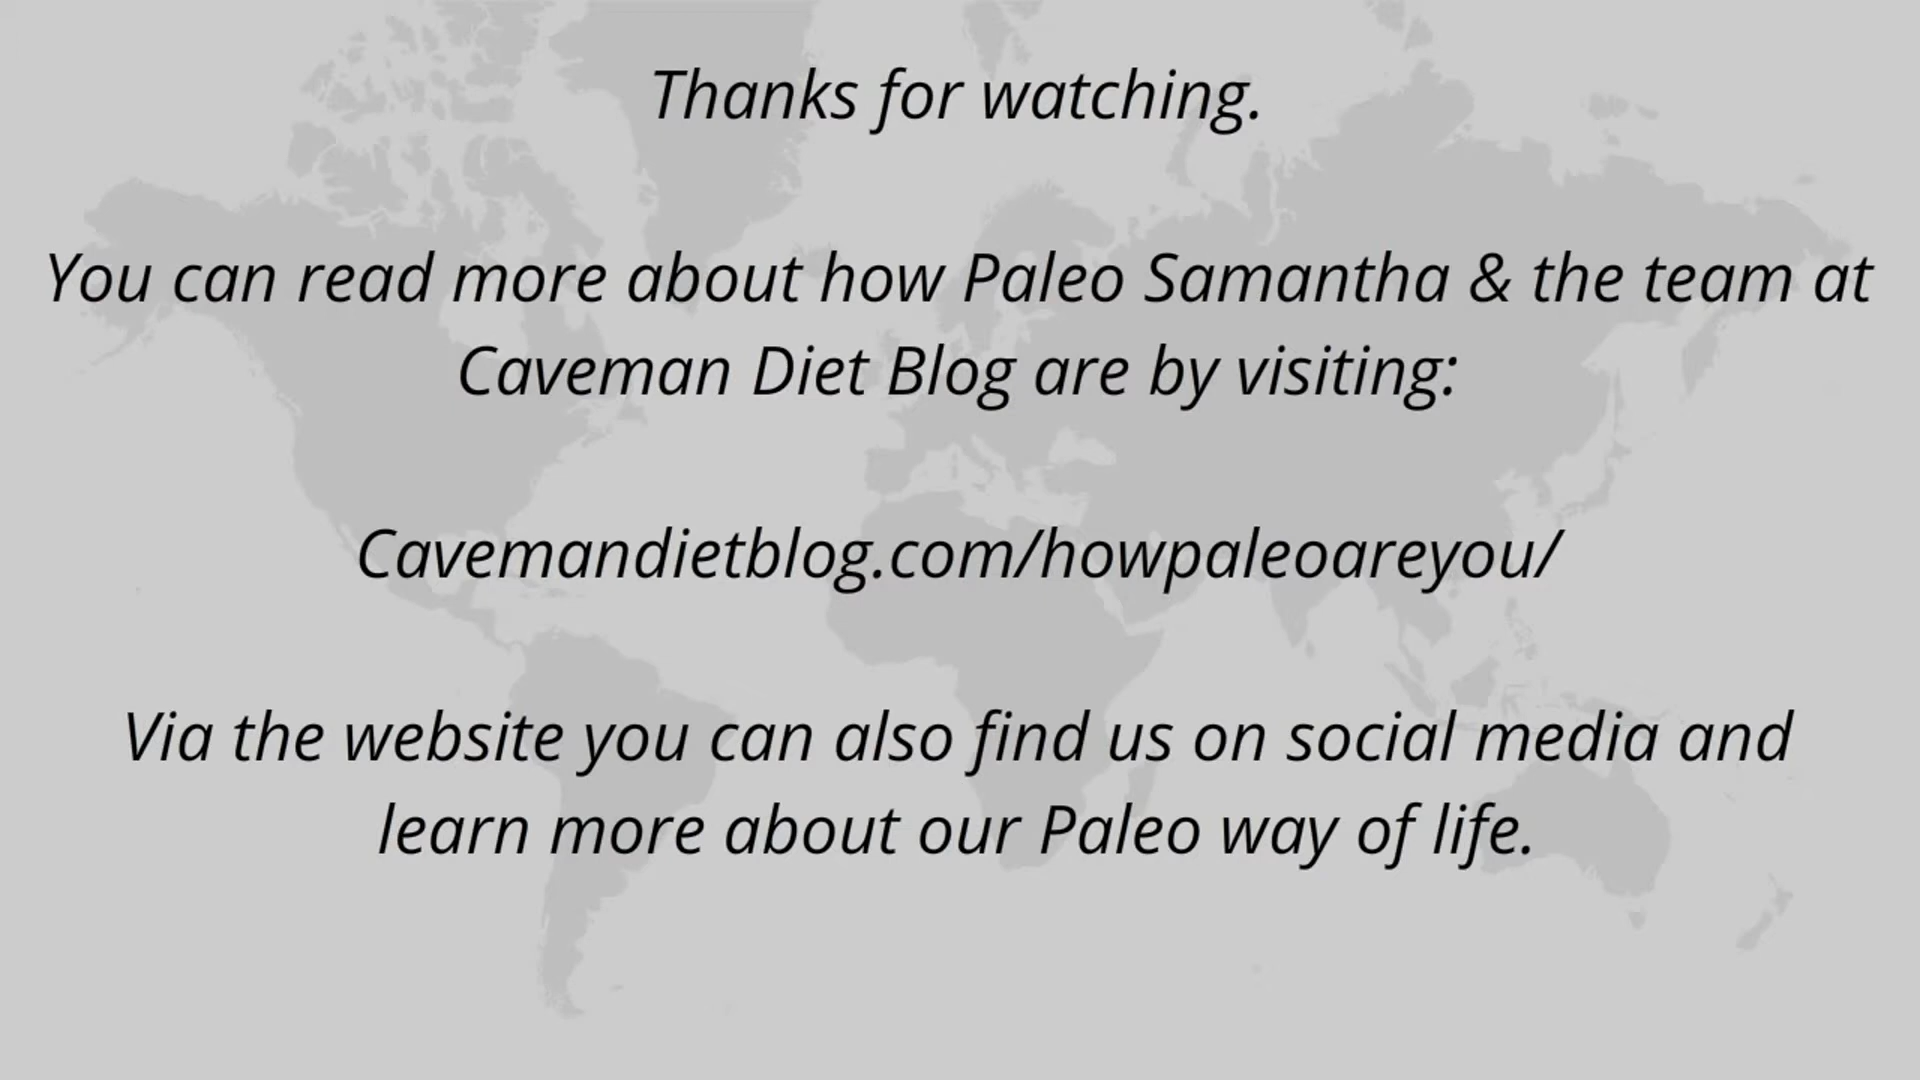 Thanks for watching.
You can read more about how Paleo Samantha & the team at
Caveman Diet Blog are by visiting:
Cavemandietblog.com/howpaleoareyou/
Via the website you can also find us on social media and
learn more about our Paleo way of life.